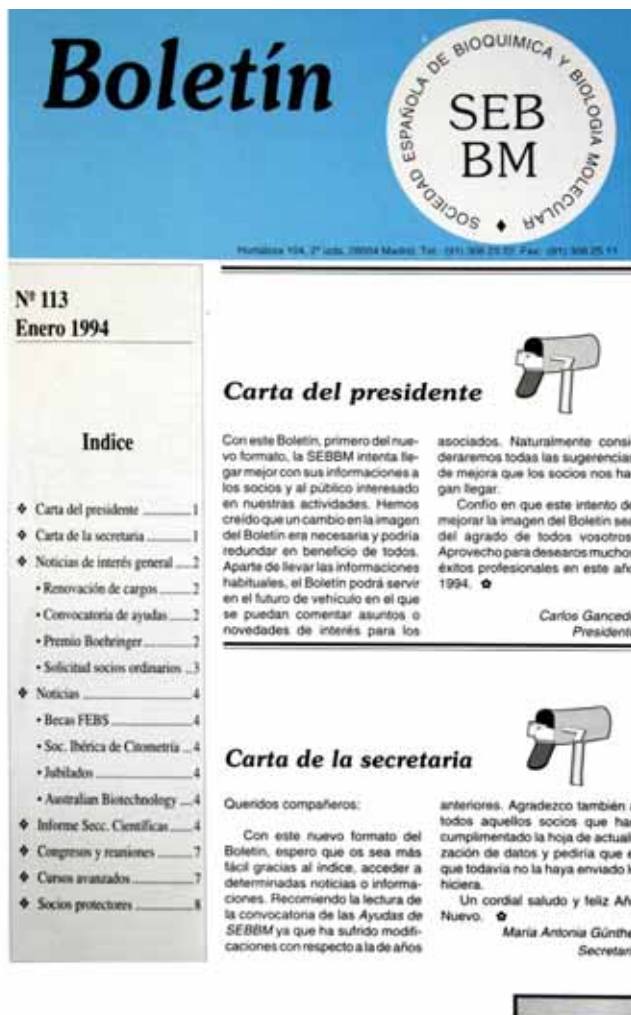 Boletín
SOCIEDAD ESPAÑOLA DE BIOQUIMICA Y BIOLOGIA MOLECULAR
SEB
BM
Hortaleza 104, 2º izda. 28004 Madrid. Tel.: (91)
Nº 113
Enero 1994
Indice
❖ Carta del presidente 1
❖ Carta de la secretaria 1
❖ Noticias de interés general 2
• Renovación de cargos 2
• Convocatoria de ayudas 2
• Premio Boehringer 2
• Solicitud socios ordinarios 3
❖ Noticias 4
• Becas FEBS 4
• Soc. Ibérica de Citometría 4
• Jubilados 4
• Australian Biotechnology 4
❖ Informe Secc. Científicas 4
❖ Congresos y reuniones 7
❖ Cursos avanzados 7
❖ Socios protectores 8
Carta del presidente
Con este Boletín, primero del nue-
vo formato, la SEBBM intenta lle-
gar mejor con sus informaciones a
los socios y al público interesado
en nuestras actividades. Hemos
creído que un cambio en la imagen
del Boletín era necesaria y podría
redundar en beneficio de todos.
Aparte de llevar las informaciones
habituales, el Boletín podrá servir
en el futuro de vehículo en el que
se puedan comentar asuntos o
novedades de interés para los
asociados. Naturalmente consi
deraremos todas las sugerencias
de mejora que los socios nos ha
gan llegar.
Confío en que este intento de
mejorar la imagen del Boletín sea
del agrado de todos vosotros.
Aprovecho para desearos muchos
éxitos profesionales en este año
1994.
Carlos Gancedo
Presidente
Carta de la secretaria
Queridos compañeros:
Con este nuevo formato del
Boletín, espero que os sea más
fácil gracias al índice, acceder a
determinadas noticias o informa-
ciones. Recomiendo la lectura de
la convocatoria de las Ayudas de
SEBBM ya que ha sufrido modifi-
caciones con respecto a la de años
anteriores. Agradezco también a
todos aquellos socios que han
cumplimentado la hoja de actuali
zación de datos y pediría que e
que todavía no la haya enviado l
hiciera.
Un cordial saludo y feliz Añ
Nuevo.
María Antonia Günthe
Secretari